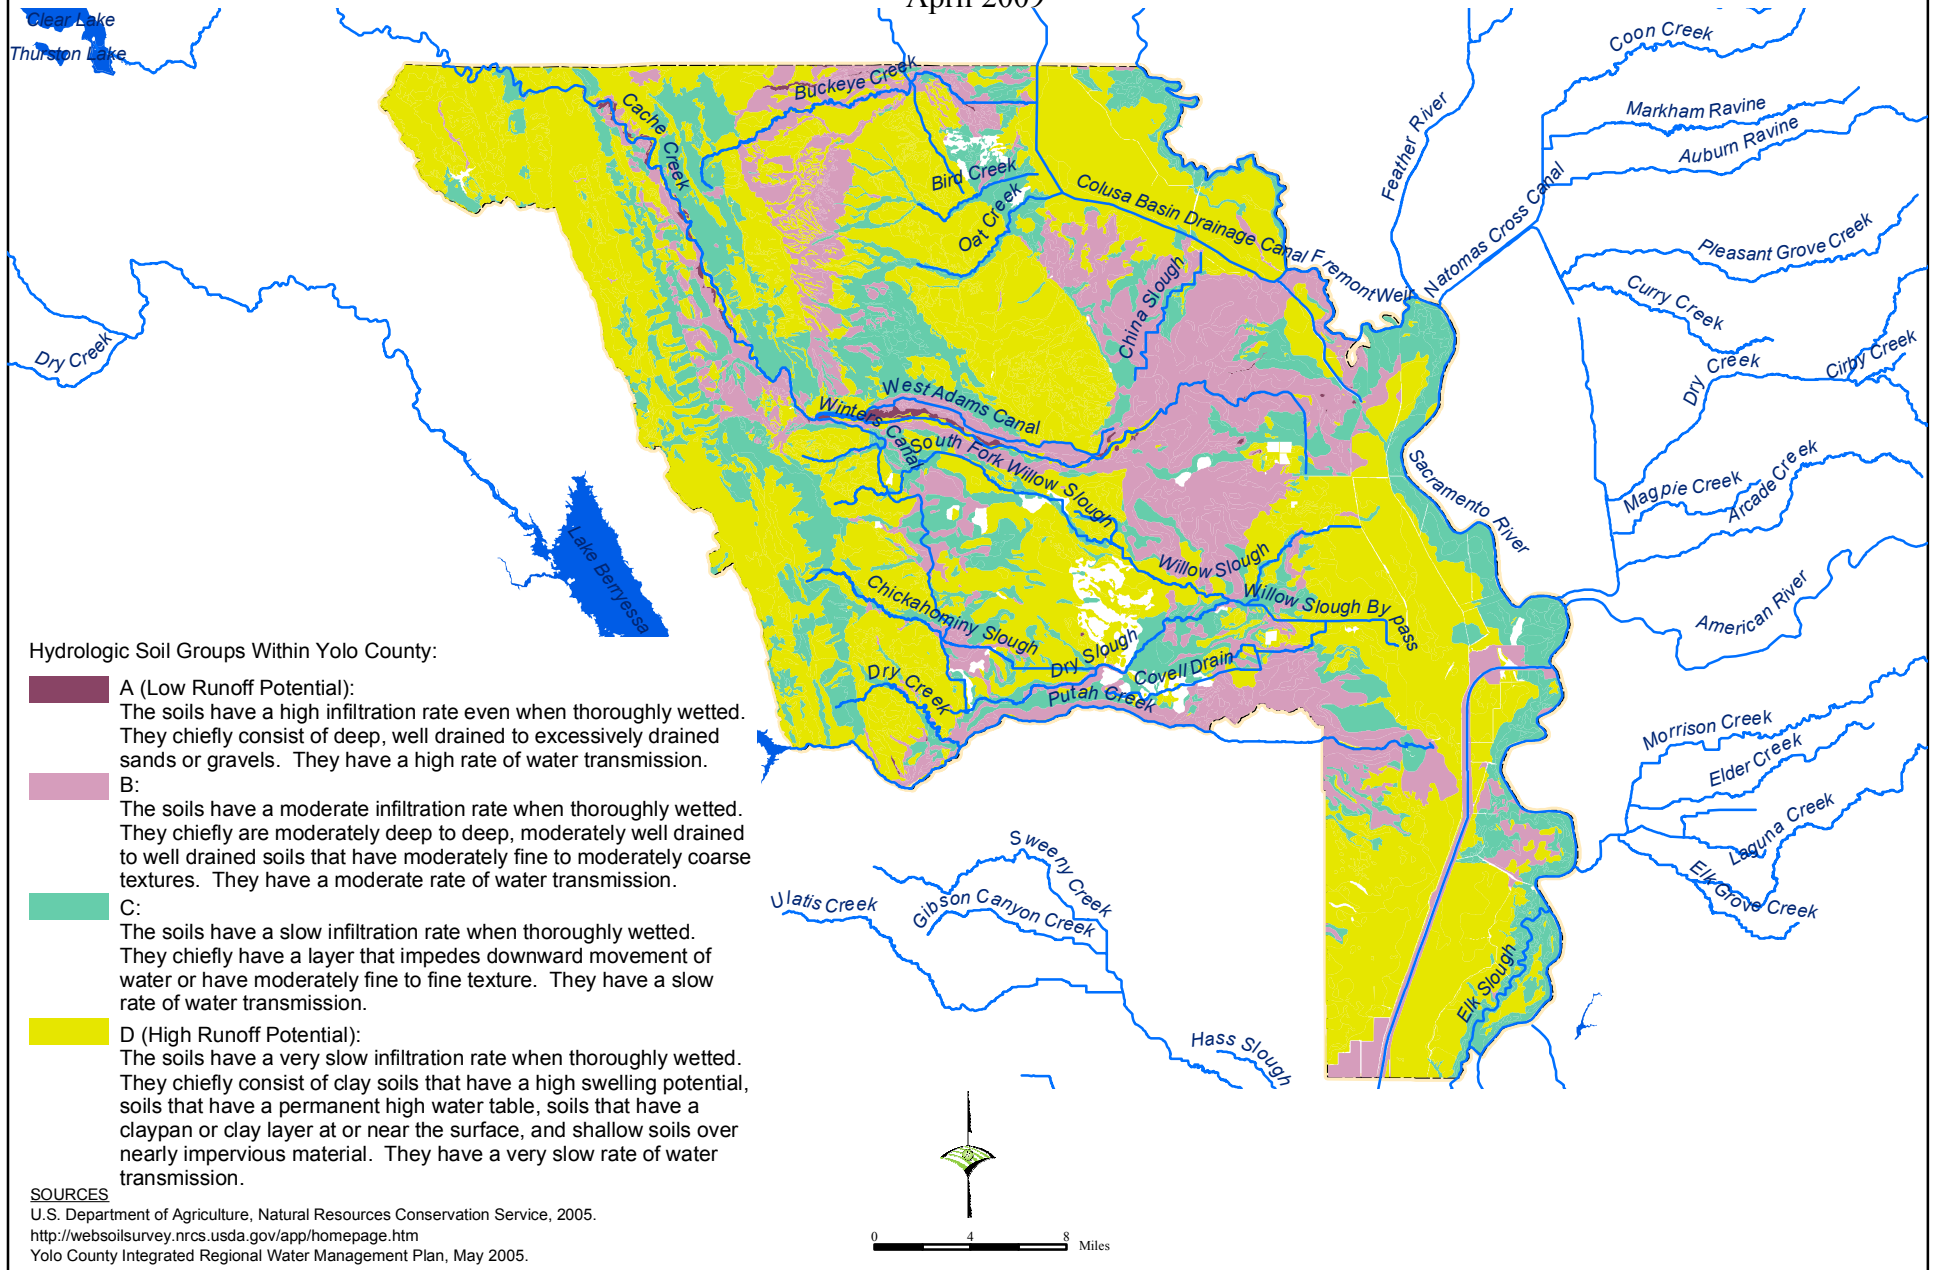 April 2009
Clear Lake
Thurston Lake
Coon Creek
Buckeye Creek
Cache Creek
Feather River
Markham Ravine
Auburn Ravine
Bird Creek
Oat Creek
Colusa Basin Drainage Canal
Fremont Weir
Natomas Cross Canal
Pleasant Grove Creek
China Slough
Curry Creek
Dry Creek
Dry Creek
Cirby Creek
West Adams Canal
Winters Canal
South Fork Willow Slough
Sacramento River
Magpie Creek
Arcade Creek
Lake Berryessa
Willow Slough
Willow Slough By pass
Chickahominy Slough
American River
Dry Slough
Covell Drain
Dry Creek
Putah Creek
Morrison Creek
Elder Creek
Laguna Creek
Elk Grove Creek
Sweeny Creek
Ulatis Creek
Gibson Canyon Creek
Elk Slough
Hass Slough
Hydrologic Soil Groups Within Yolo County:
A (Low Runoff Potential):
The soils have a high infiltration rate even when thoroughly wetted.
They chiefly consist of deep, well drained to excessively drained
sands or gravels. They have a high rate of water transmission.
B:
The soils have a moderate infiltration rate when thoroughly wetted.
They chiefly are moderately deep to deep, moderately well drained
to well drained soils that have moderately fine to moderately coarse
textures. They have a moderate rate of water transmission.
C:
The soils have a slow infiltration rate when thoroughly wetted.
They chiefly have a layer that impedes downward movement of
water or have moderately fine to fine texture. They have a slow
rate of water transmission.
D (High Runoff Potential):
The soils have a very slow infiltration rate when thoroughly wetted.
They chiefly consist of clay soils that have a high swelling potential,
soils that have a permanent high water table, soils that have a
claypan or clay layer at or near the surface, and shallow soils over
nearly impervious material. They have a very slow rate of water
transmission.
SOURCES
U.S. Department of Agriculture, Natural Resources Conservation Service, 2005.
http://websoilsurvey.nrcs.usda.gov/app/homepage.htm
Yolo County Integrated Regional Water Management Plan, May 2005.
0 4 8 Miles